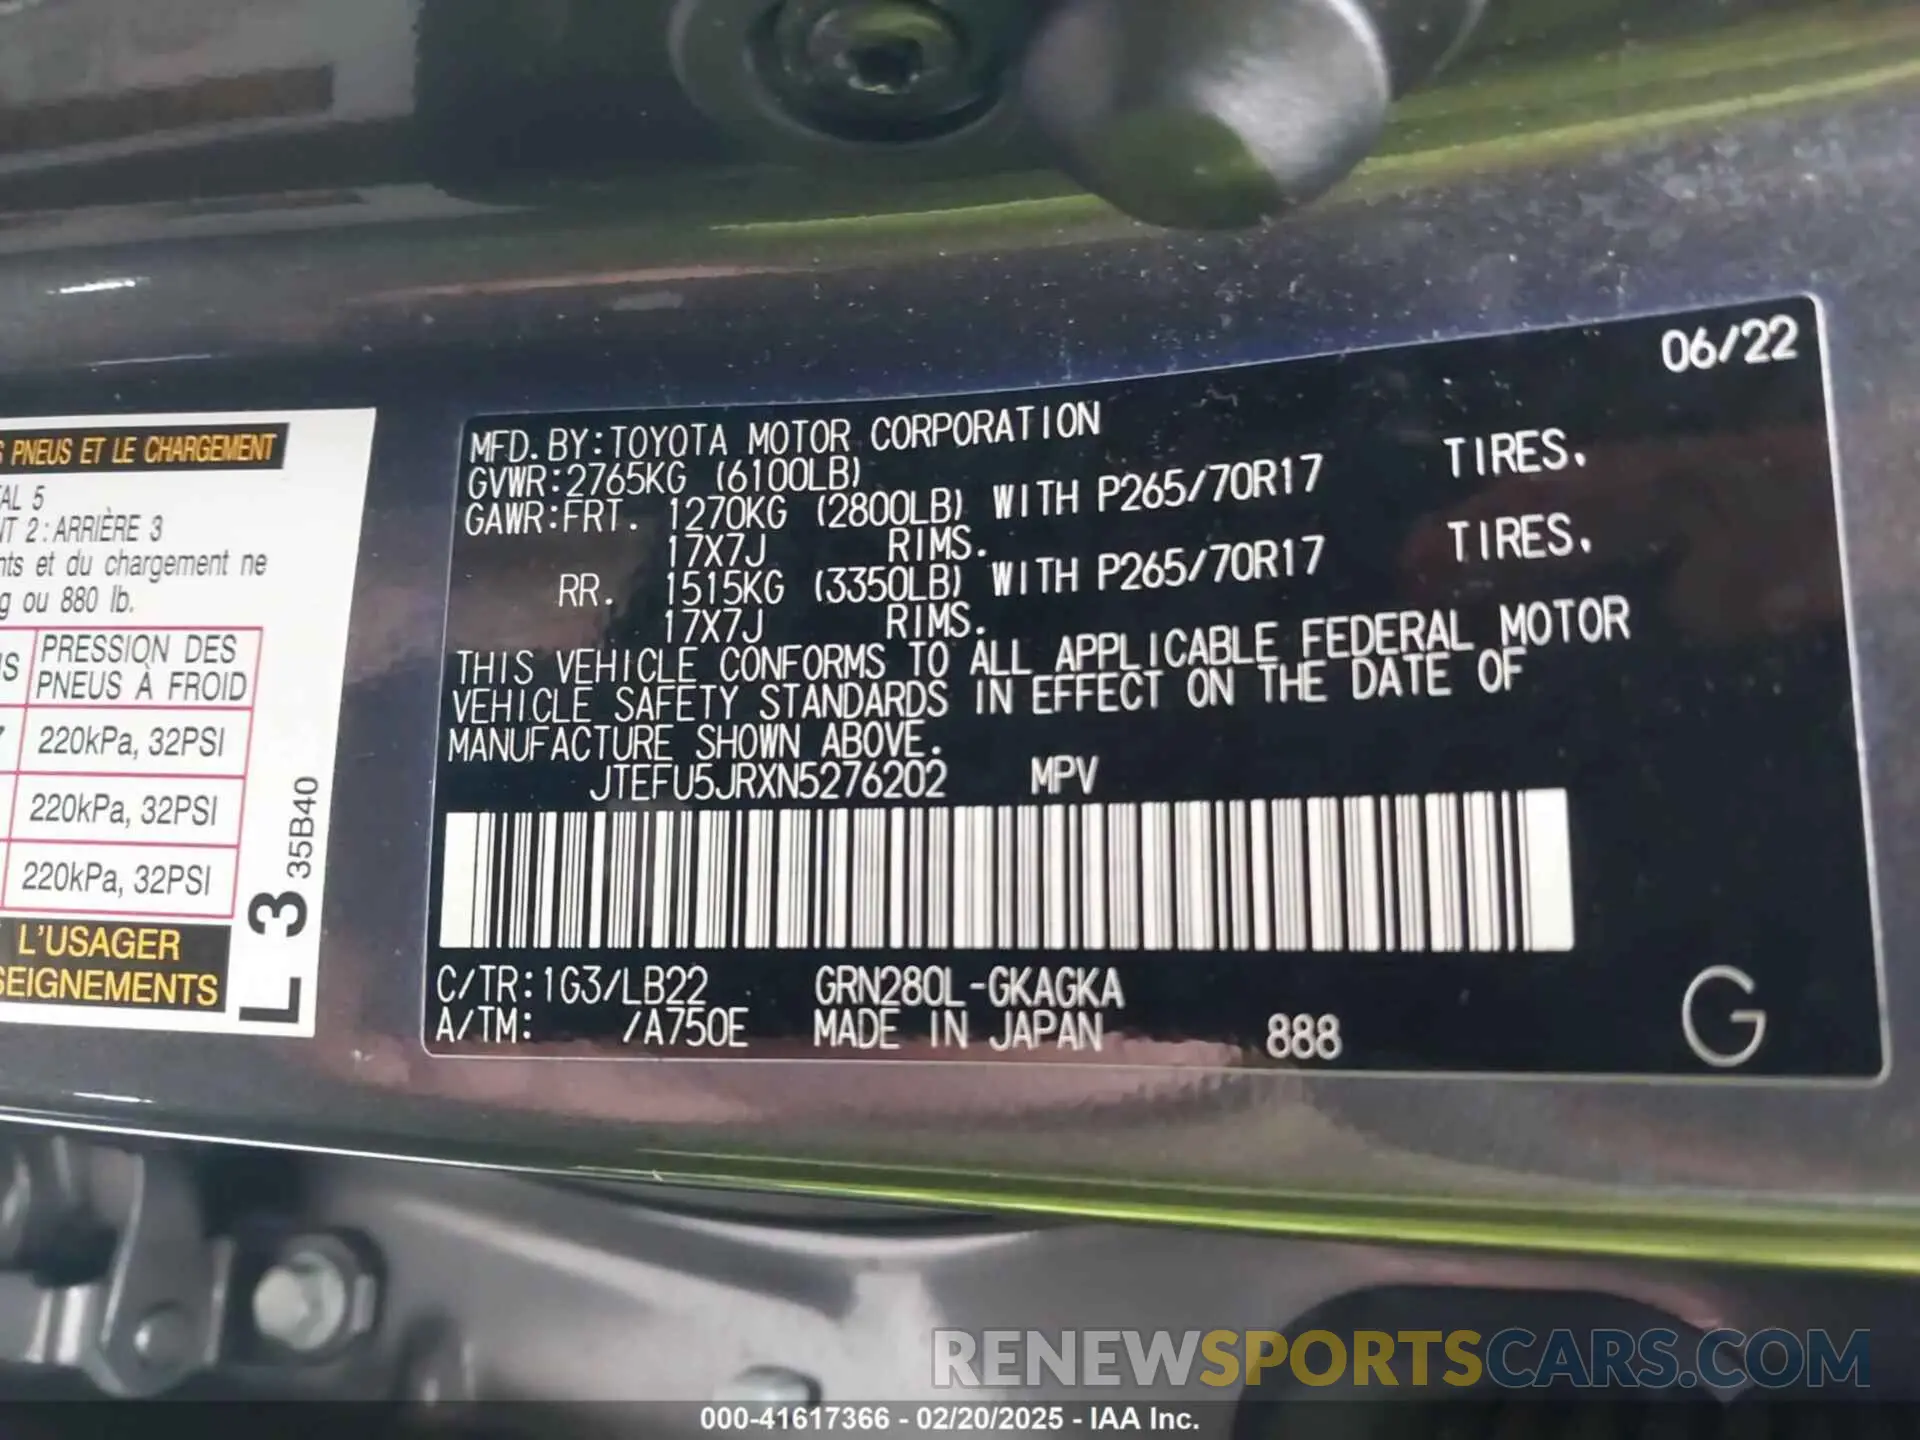 PNEUS ET LE CHARGEMENT
5
2 : ARRIÈRE 3
et du chargement ne
ou 880 lb.
PRESSION DES
PNEUS À FROID
220kPa, 32PSI
220kPa, 32PSI
220kPa, 32PSI
L'USAGER
L 3 35B40
06/22
MFD. BY:TOYOTA MOTOR CORPORATION
GVWR:2765KG (6100LB)
GAWR:FRT. 1270KG (2800LB) WITH P265/70R17 TIRES.
17X7J RIMS.
RR. 1515KG (3350LB) WITH P265/70R17 TIRES.
17X7J RIMS.
THIS VEHICLE CONFORMS TO ALL APPLICABLE FEDERAL MOTOR
VEHICLE SAFETY STANDARDS IN EFFECT ON THE DATE OF
MANUFACTURE SHOWN ABOVE.
JTEFU5JRXN5276202 MPV
C/TR:1G3/LB22 GRN280L-GKAGKA
A/TM: /A750E MADE IN JAPAN 888
G
RENEWSPORTSCARS.COM
000-41617366 - 02/20/2025 - IAA Inc.